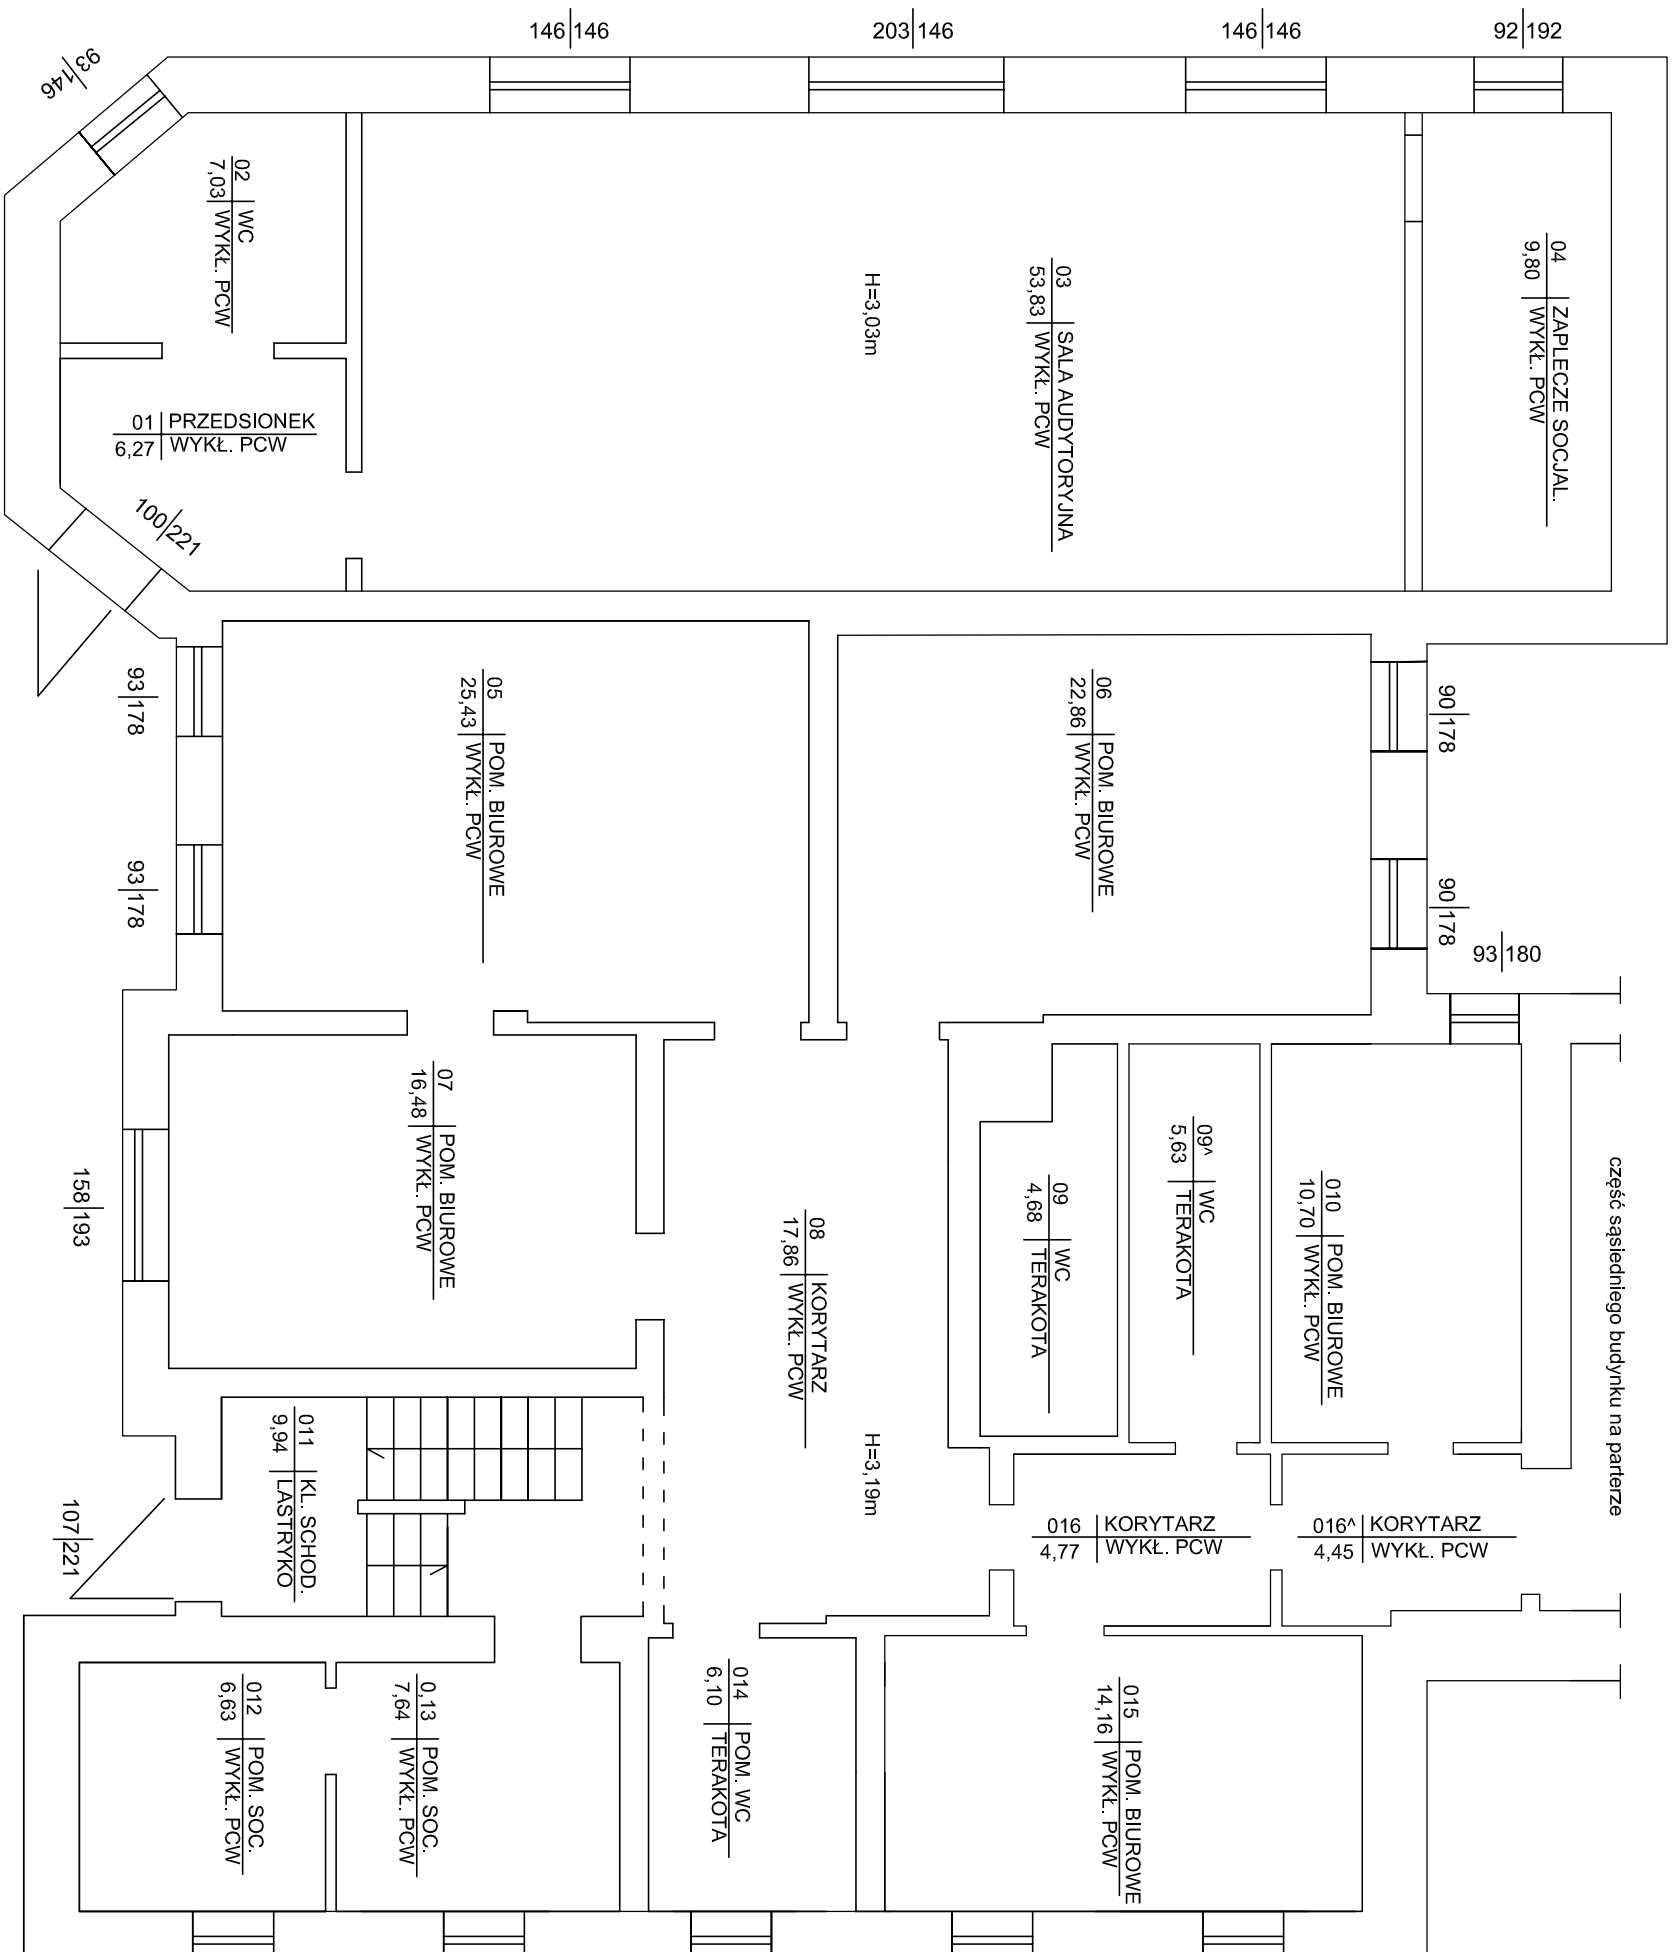 146|146
203|146
146|146
92|192
93|146
02 | WC
7,03 | WYKŁ. PCW
01 | PRZEDSIONEK
6,27 | WYKŁ. PCW
100/221
H=3,03m
03 | SALA AUDYTORYJNA
53,83 | WYKŁ. PCW
04 | ZAPLECZE SOCJAL.
9,80 | WYKŁ. PCW
93|178
93|178
05 | POM. BIUROWE
25,43 | WYKŁ. PCW
06 | POM. BIUROWE
22,86 | WYKŁ. PCW
90|178
90|178
93|180
07 | POM. BIUROWE
16,48 | WYKŁ. PCW
158|193
08 | KORYTARZ
17,86 | WYKŁ. PCW
H=3,19m
09 | WC
4,68 | TERAKOTA
09^ | WC
5,63 | TERAKOTA
010 | POM. BIUROWE
10,70 | WYKŁ. PCW
część sąsiedniego budynku na parterze
011 | KL. SCHOD.
9,94 | LASTRYKO
107|221
016 | KORYTARZ
4,77 | WYKŁ. PCW
016^ | KORYTARZ
4,45 | WYKŁ. PCW
012 | POM. SOC.
6,63 | WYKŁ. PCW
0,13 | POM. SOC.
7,64 | WYKŁ. PCW
014 | POM. WC
6,10 | TERAKOTA
015 | POM. BIUROWE
14,16 | WYKŁ. PCW